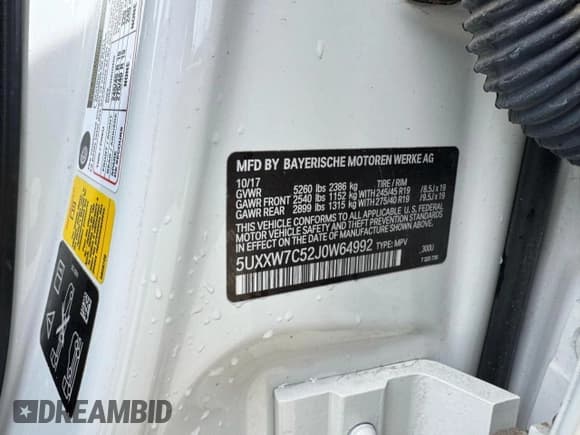 MFD BY BAYERISCHE MOTOREN WERKE AG
10/17 TIRE / RIM
GVWR 5260 lbs 2386 kg
GAWR FRONT 2540 lbs 1152 kg 245/45 R19 /8.5J x 19
GAWR REAR 2899 lbs 1315 kg 275/40 R19 /9.5J x 19
THIS VEHICLE CONFORMS TO ALL APPLICABLE U.S. FEDERAL
MOTOR VEHICLE SAFETY, BUMPER, AND THEFT PREVENTION
STANDARDS IN EFFECT ON THE DATE OF MANUFACTURE
SHOWN ABOVE.
5UXXW7C52J0W64992 TYPE: MPV
300U
DREAMBID